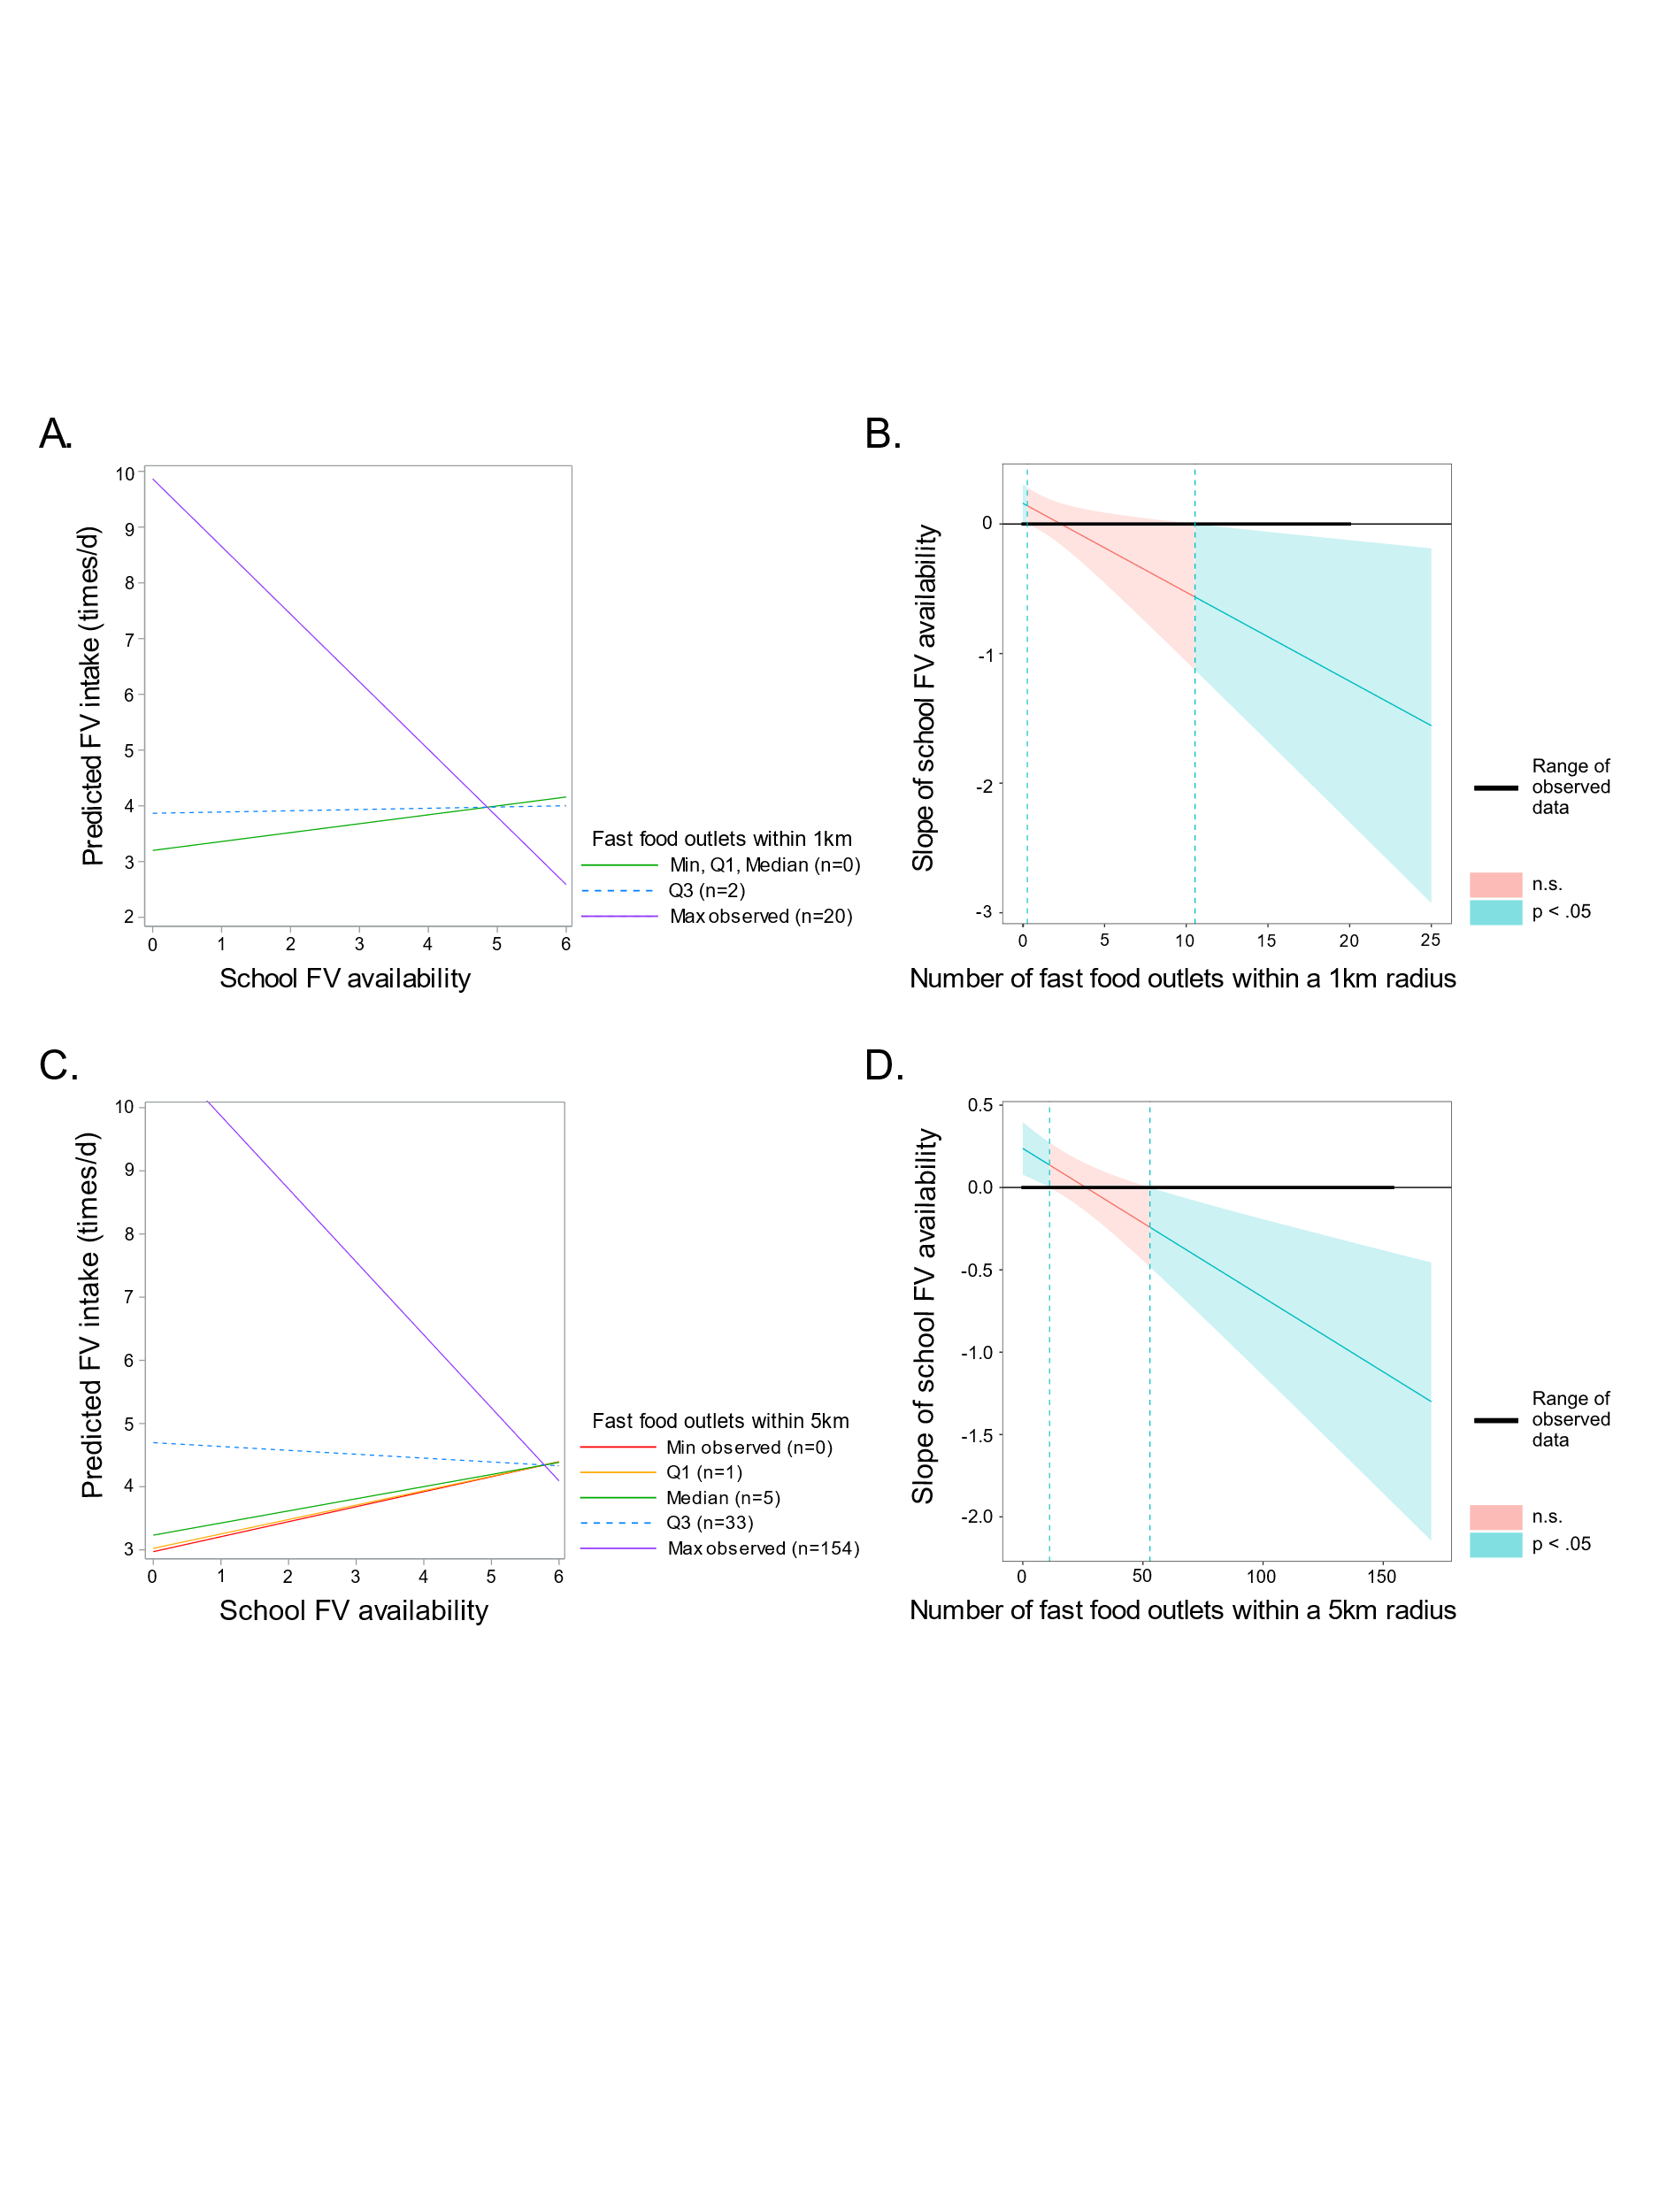 A.
Predicted FV intake (times/d)
10
9
8
7
6
5
4
3
2
0 1 2 3 4 5 6
School FV availability
Fast food outlets within 1km
Min, Q1, Median (n=0)
Q3 (n=2)
Max observed (n=20)
B.
Slope of school FV availability
0
-1
-2
-3
0 5 10 15 20 25
Number of fast food outlets within a 1km radius
Range of
observed
data
n.s.
p < .05
C.
Predicted FV intake (times/d)
10
9
8
7
6
5
4
3
0 1 2 3 4 5 6
School FV availability
Fast food outlets within 5km
Min observed (n=0)
Q1 (n=1)
Median (n=5)
Q3 (n=33)
Max observed (n=154)
D.
Slope of school FV availability
0.5
0.0
-0.5
-1.0
-1.5
-2.0
0 50 100 150
Number of fast food outlets within a 5km radius
Range of
observed
data
n.s.
p < .05